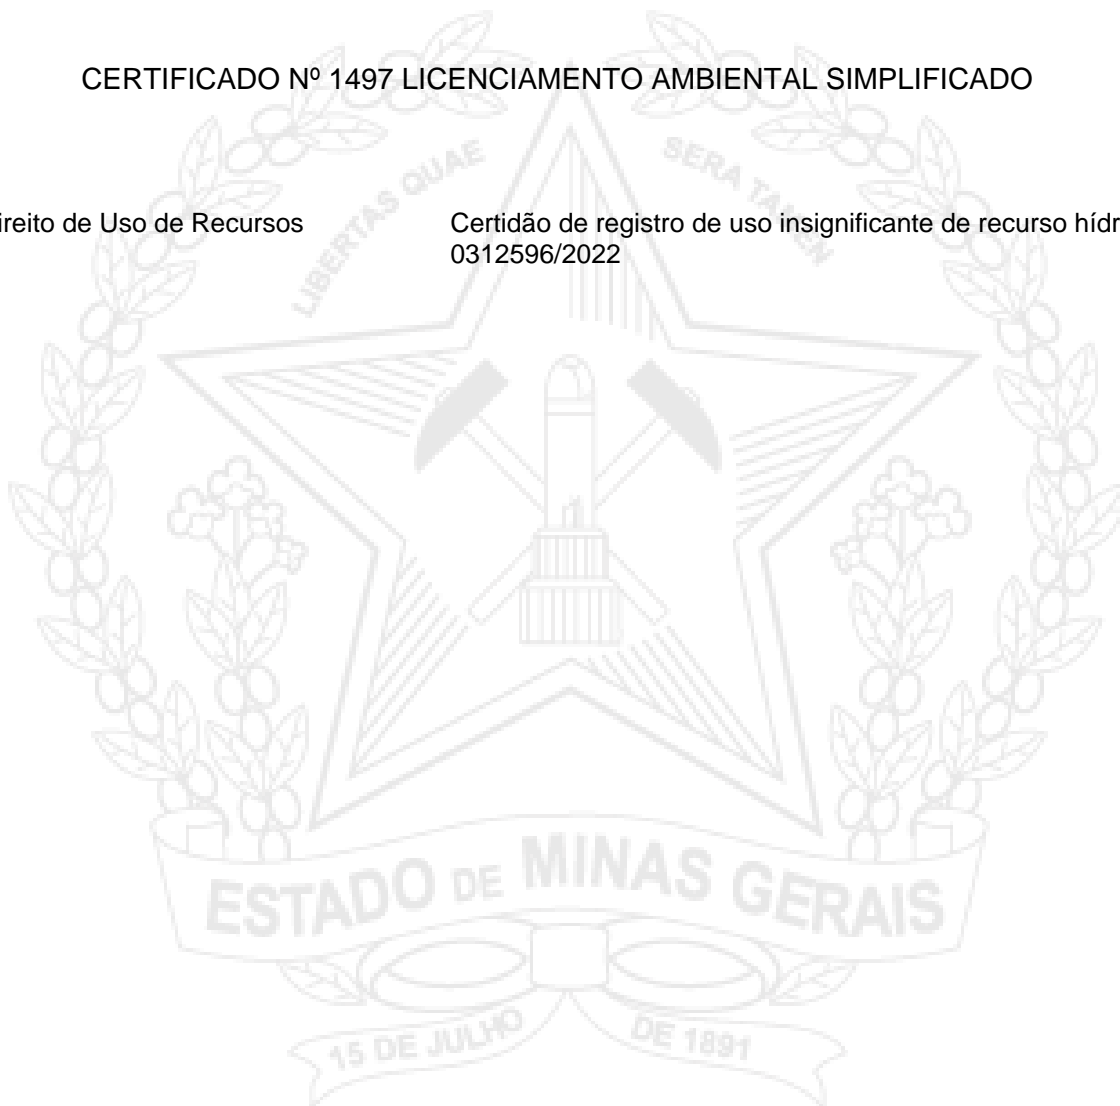 CERTIFICADO Nº 1497 LICENCIAMENTO AMBIENTAL SIMPLIFICADO
LIBERTAS QUAE SERA TAMEN
ireito de Uso de Recursos
Certidão de registro de uso insignificante de recurso hídr
0312596/2022
ESTADO DE MINAS GERAIS
15 DE JULHO DE 1891